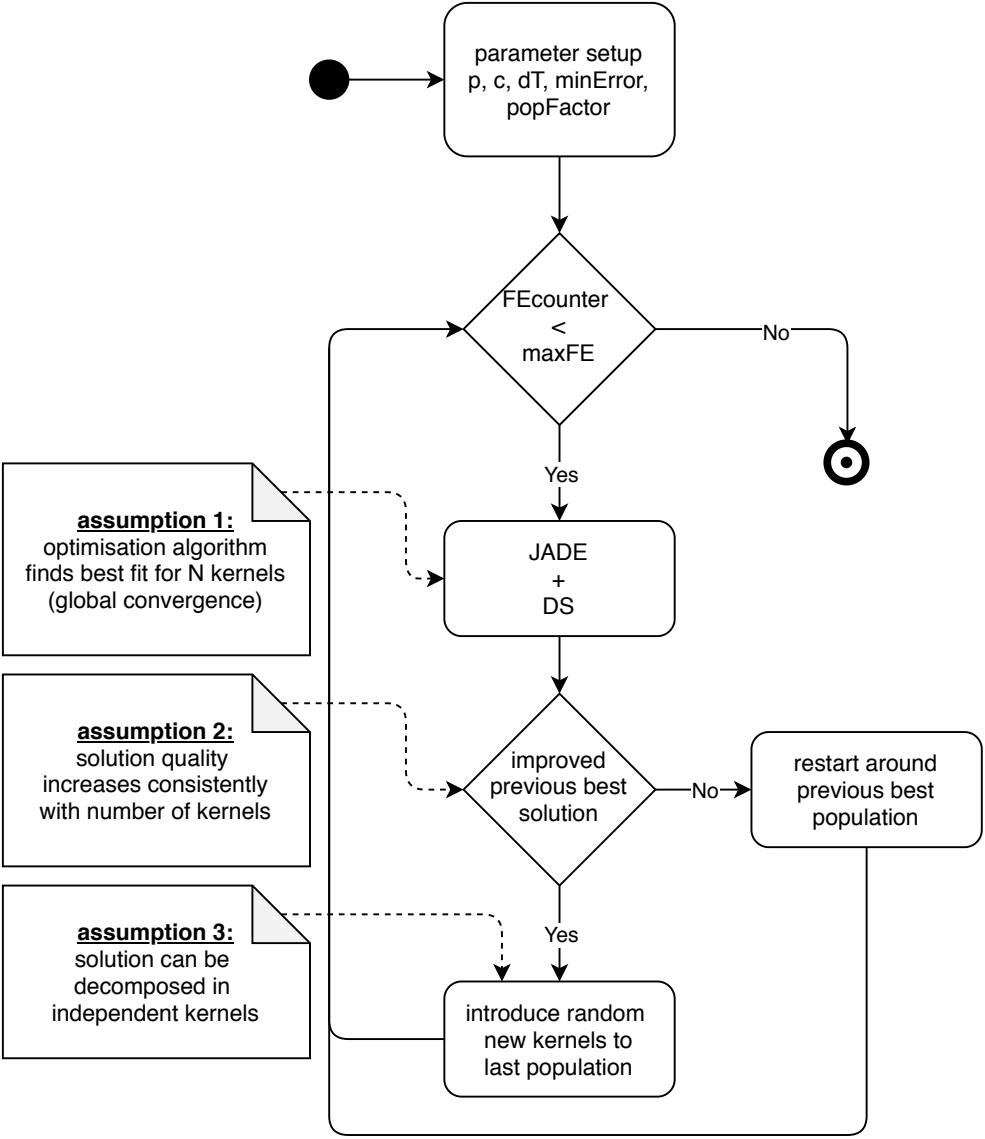 parameter setup
p, c, dT, minError,
popFactor
FEcounter
<
maxFE
No
Yes
assumption 1:
optimisation algorithm
finds best fit for N kernels
(global convergence)
JADE
+
DS
assumption 2:
solution quality
increases consistently
with number of kernels
improved
previous best
solution
No
restart around
previous best
population
Yes
assumption 3:
solution can be
decomposed in
independent kernels
introduce random
new kernels to
last population